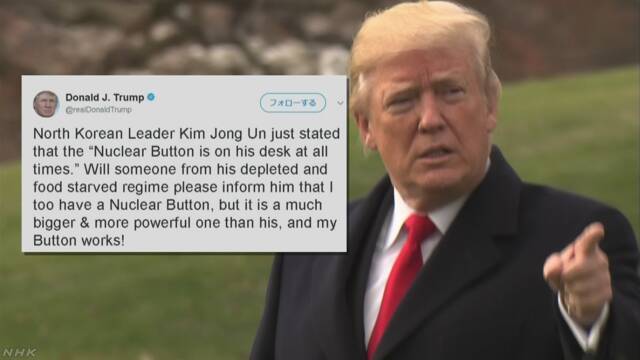 Donald J. Trump
@realDonaldTrump
フォローする
North Korean Leader Kim Jong Un just stated
that the “Nuclear Button is on his desk at all
times.” Will someone from his depleted and
food starved regime please inform him that I
too have a Nuclear Button, but it is a much
bigger & more powerful one than his, and my
Button works!
NHK